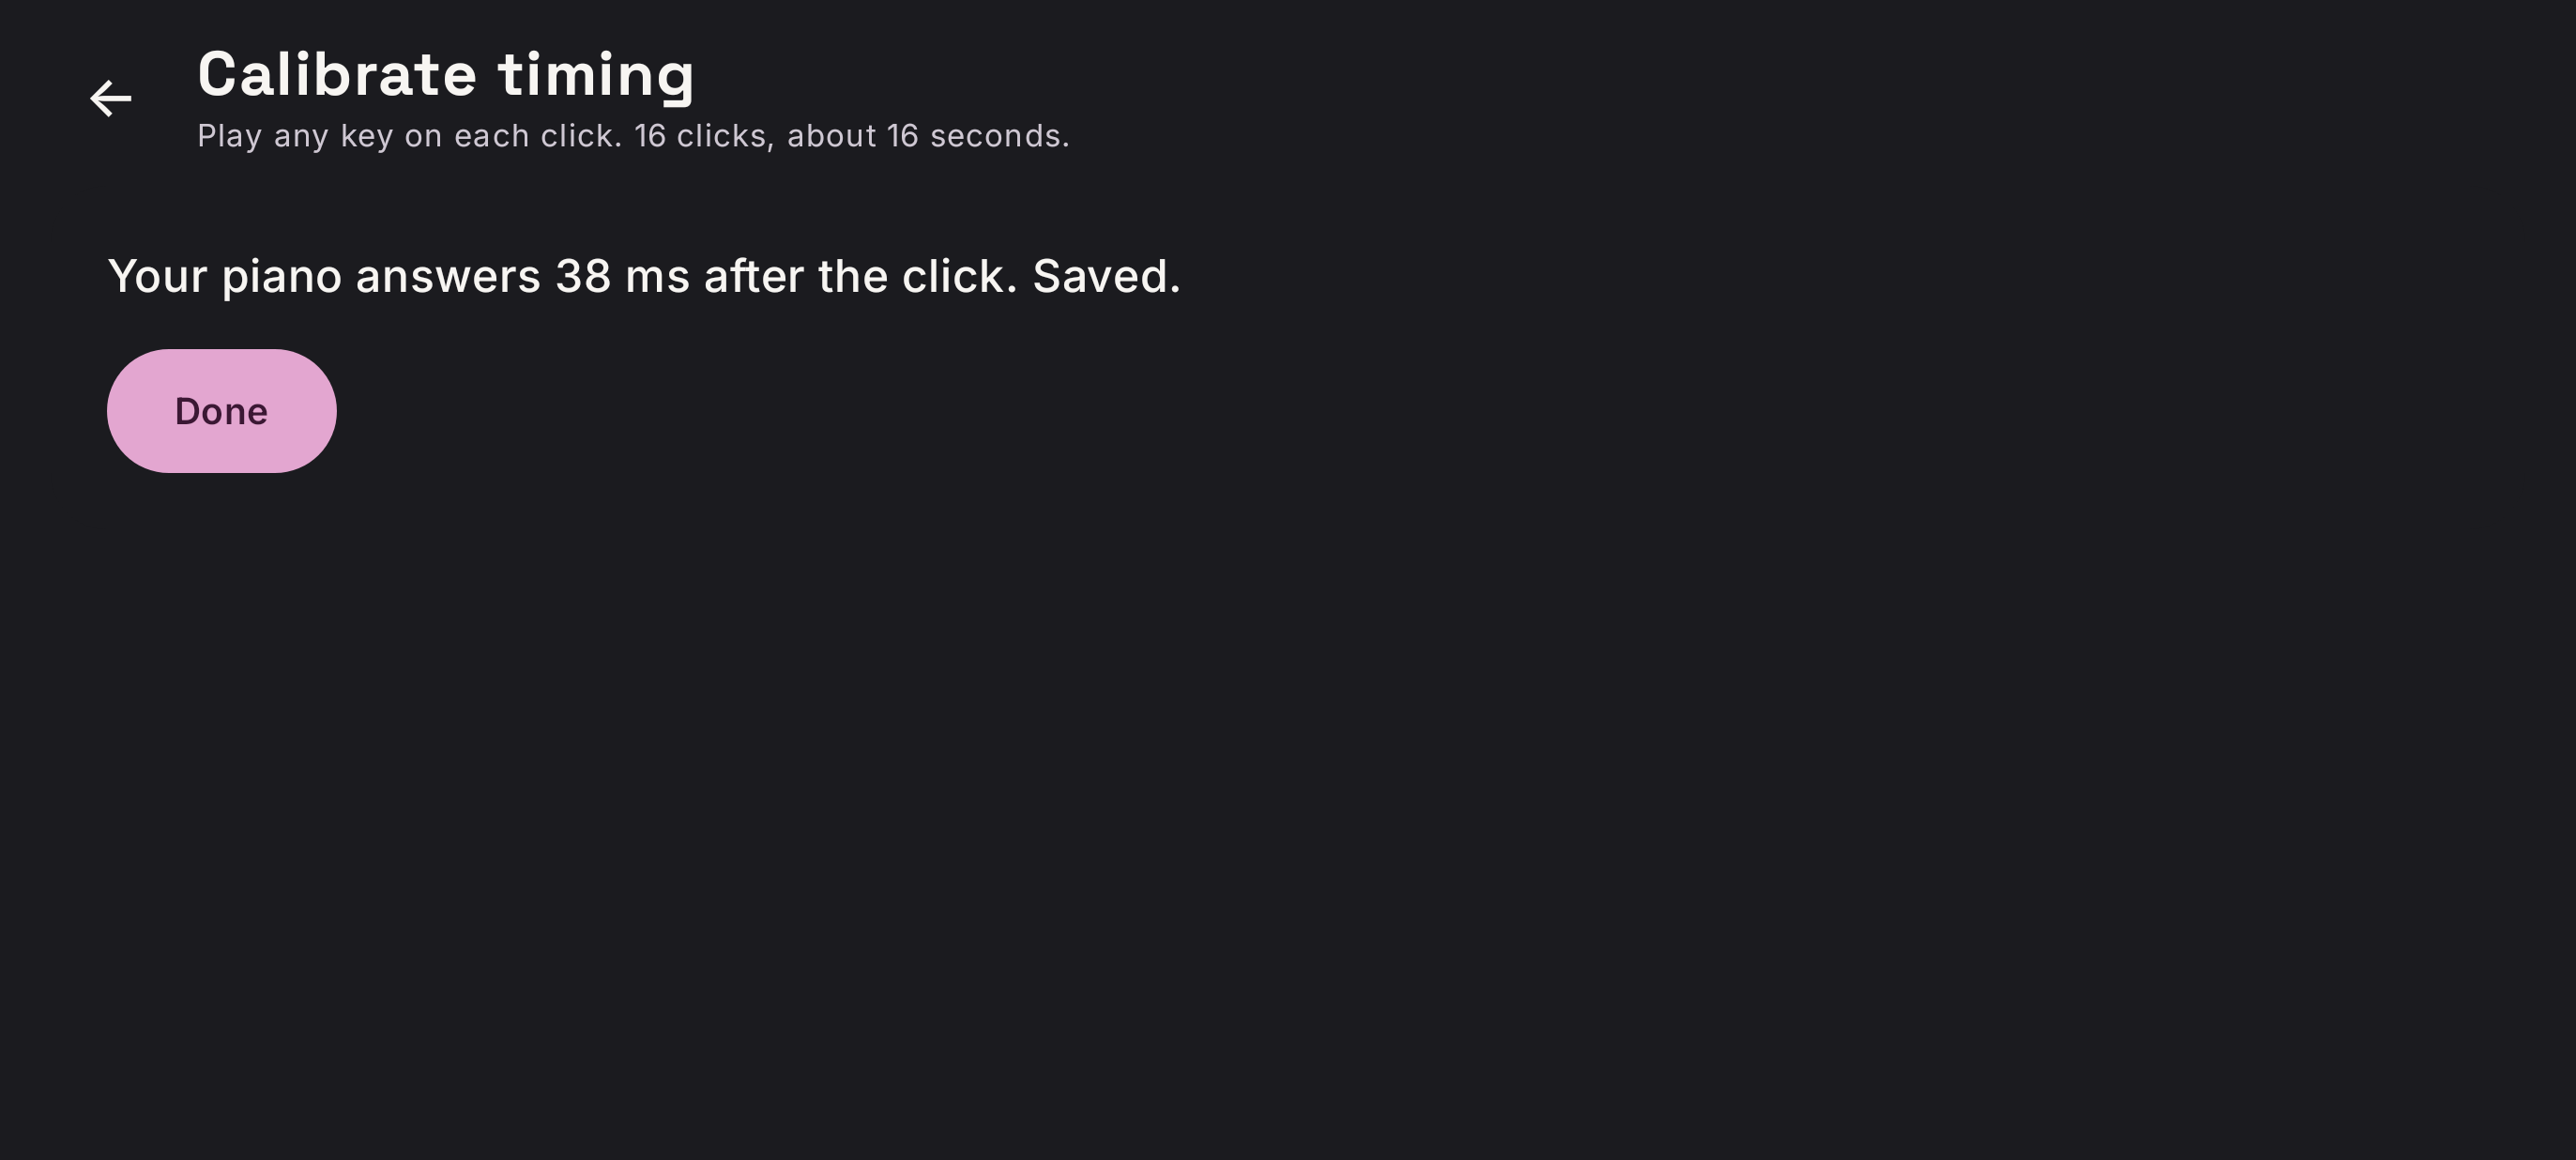 Calibrate timing
Play any key on each click. 16 clicks, about 16 seconds.
Your piano answers 38 ms after the click. Saved.
Done